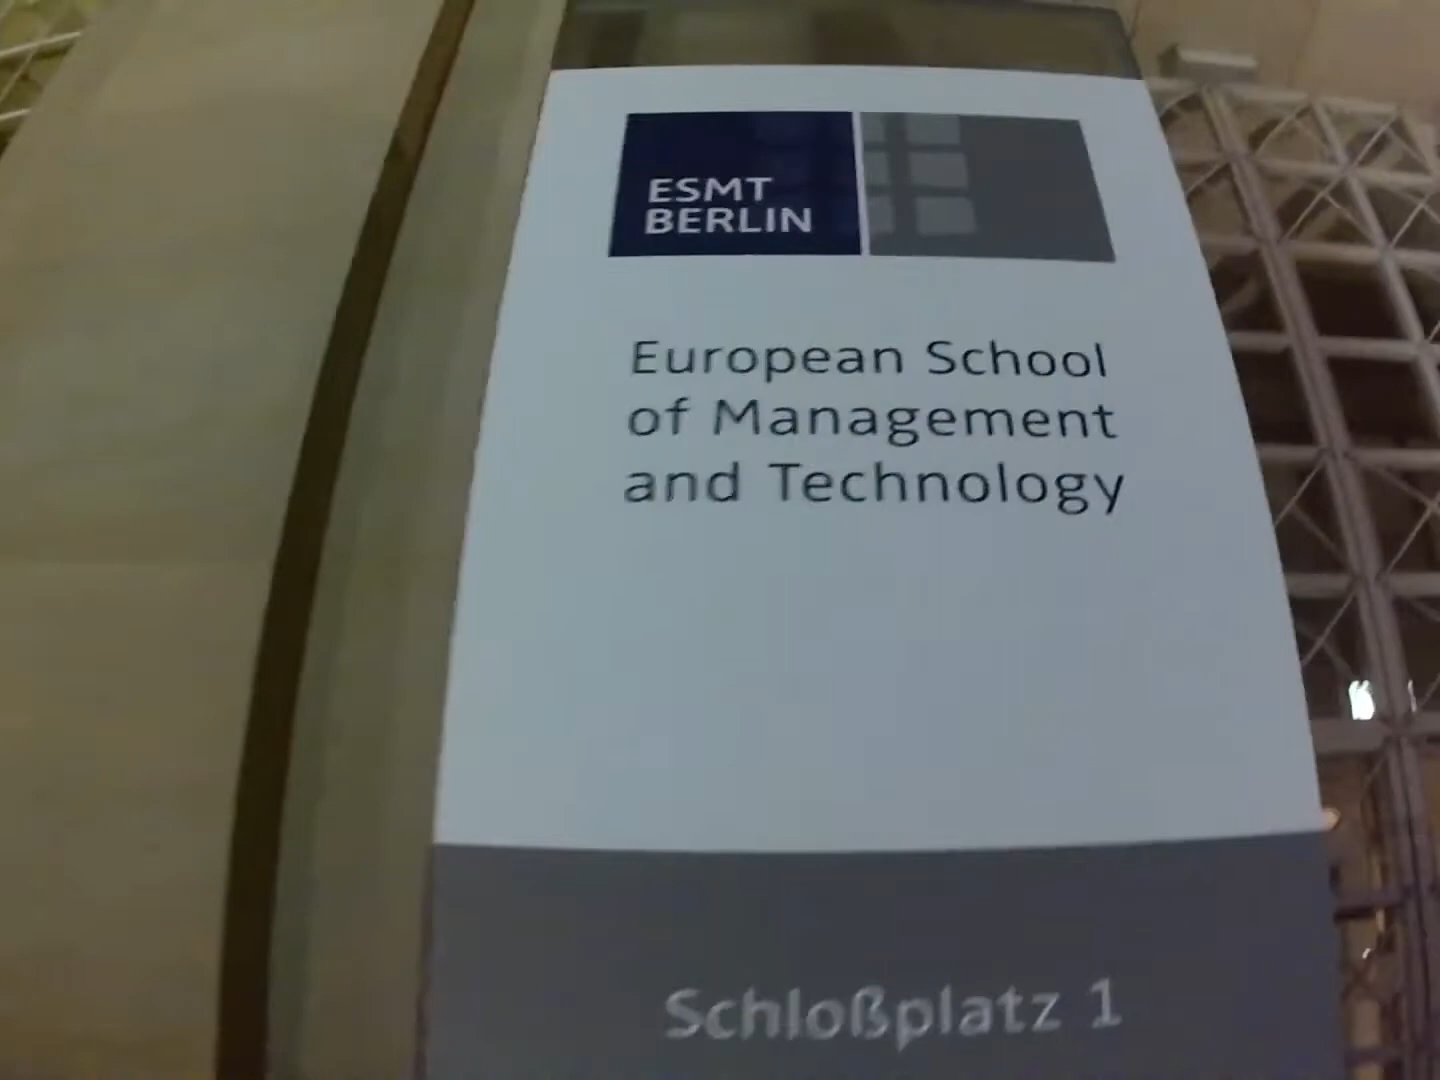 ESMT
BERLIN
European School
of Management
and Technology
Schloßplatz 1